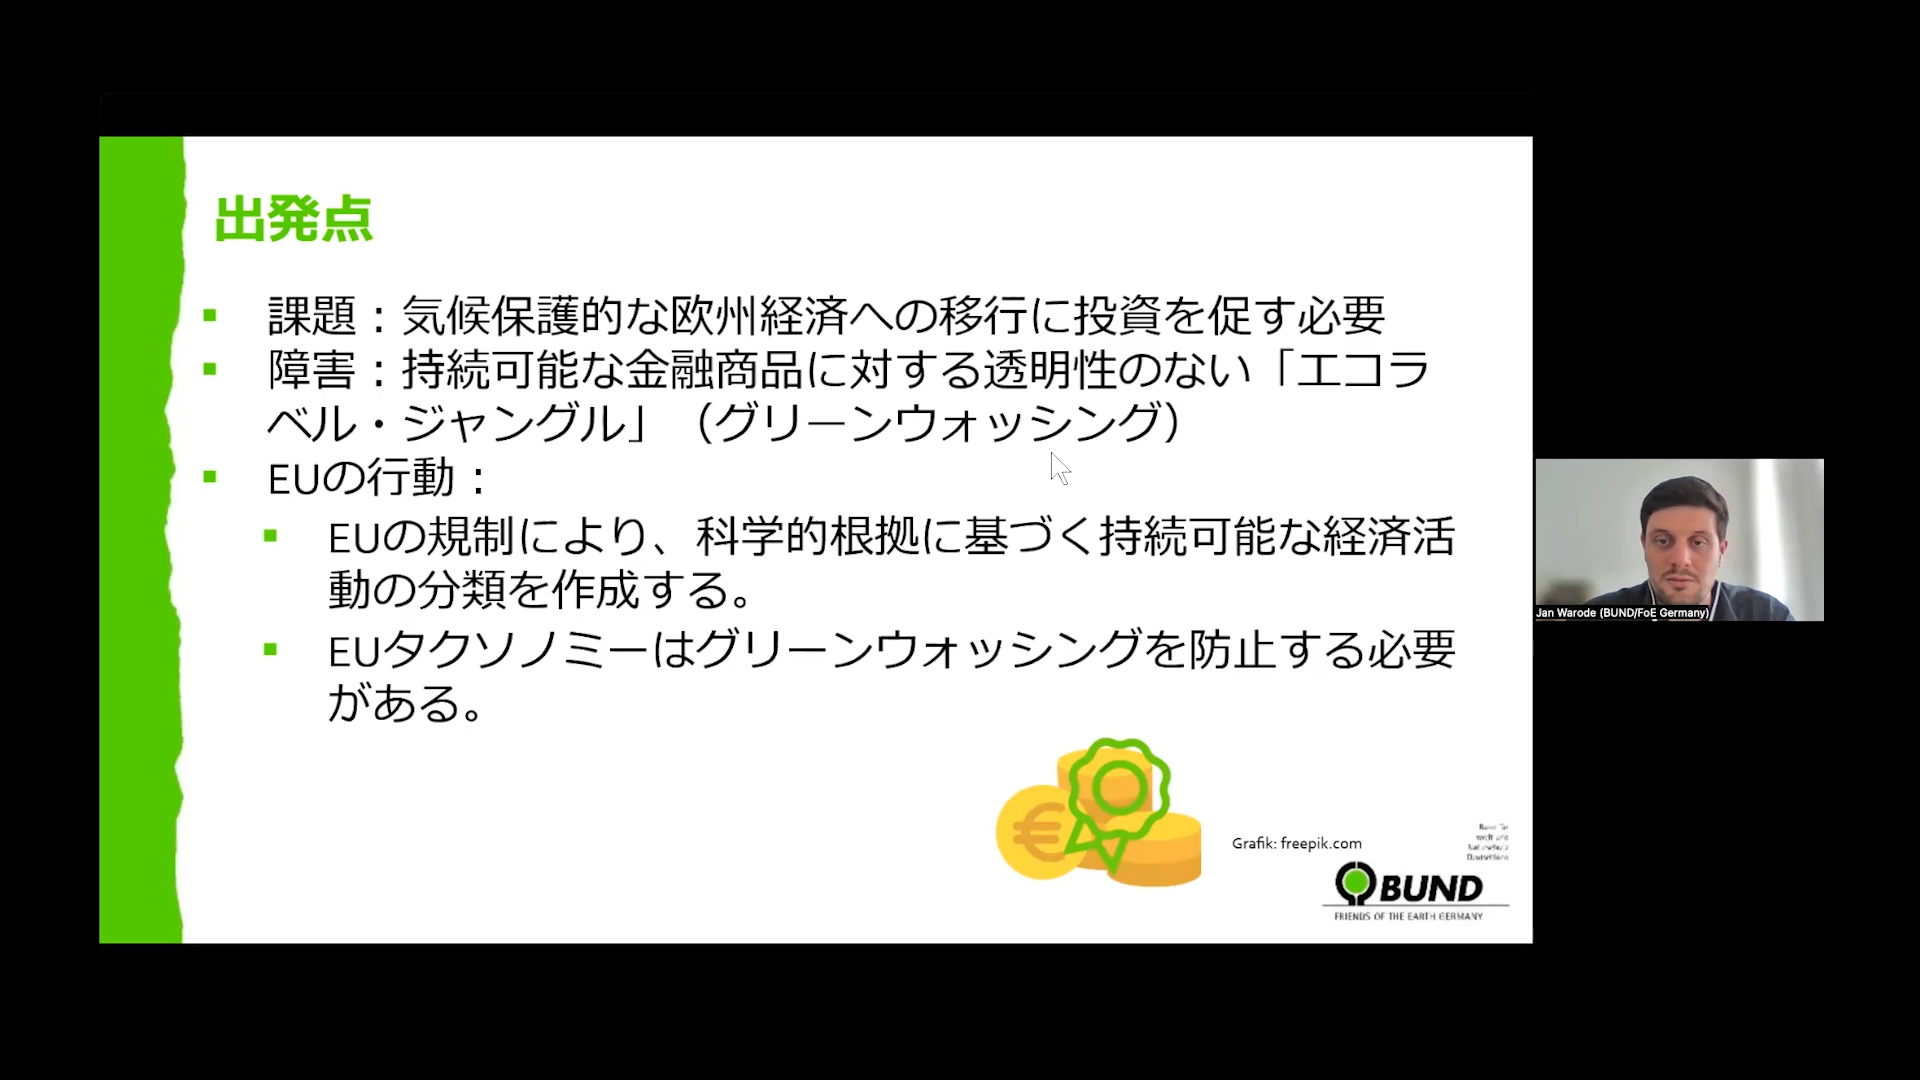 出発点
課題：気候保護的な欧州経済への移行に投資を促す必要
障害：持続可能な金融商品に対する透明性のない「エコラ
ベル・ジャングル」（グリーンウォッシング）
EUの行動：
EUの規制により、科学的根拠に基づく持続可能な経済活
動の分類を作成する。
EUタクソノミーはグリーンウォッシングを防止する必要
がある。
Grafik: freepik.com
BUND
FRIENDS OF THE EARTH GERMANY
Jan Warode (BUND/FoE Germany)